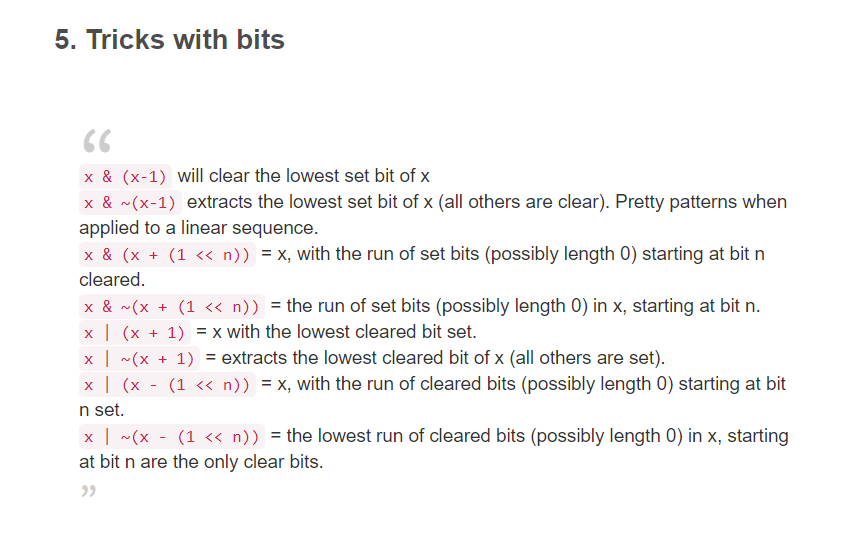 5. Tricks with bits
“
x & (x-1) will clear the lowest set bit of x
x & ~(x-1) extracts the lowest set bit of x (all others are clear). Pretty patterns when
applied to a linear sequence.
x & (x + (1 << n)) = x, with the run of set bits (possibly length 0) starting at bit n
cleared.
x & ~(x + (1 << n)) = the run of set bits (possibly length 0) in x, starting at bit n.
x | (x + 1) = x with the lowest cleared bit set.
x | ~(x + 1) = extracts the lowest cleared bit of x (all others are set).
x | (x - (1 << n)) = x, with the run of cleared bits (possibly length 0) starting at bit
n set.
x | ~(x - (1 << n)) = the lowest run of cleared bits (possibly length 0) in x, starting
at bit n are the only clear bits.
”